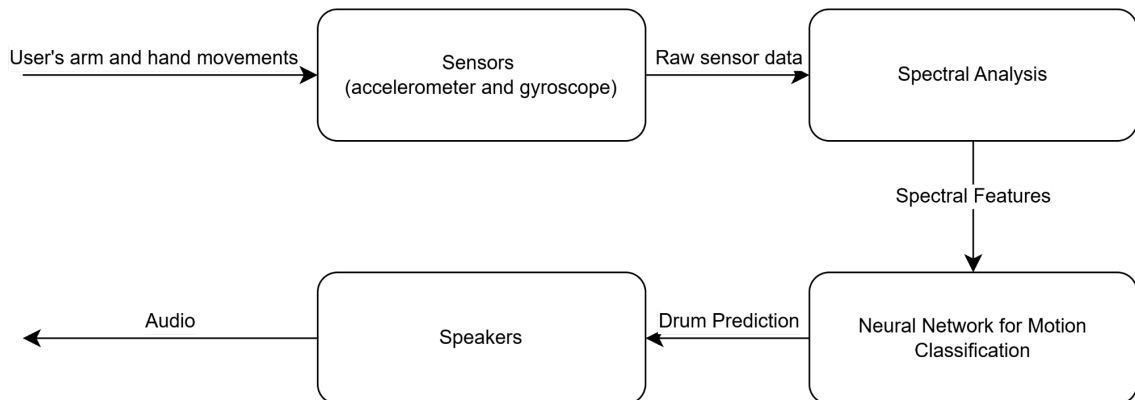 User's arm and hand movements
Sensors
(accelerometer and gyroscope)
Raw sensor data
Spectral Analysis
Spectral Features
Audio
Speakers
Drum Prediction
Neural Network for Motion
Classification